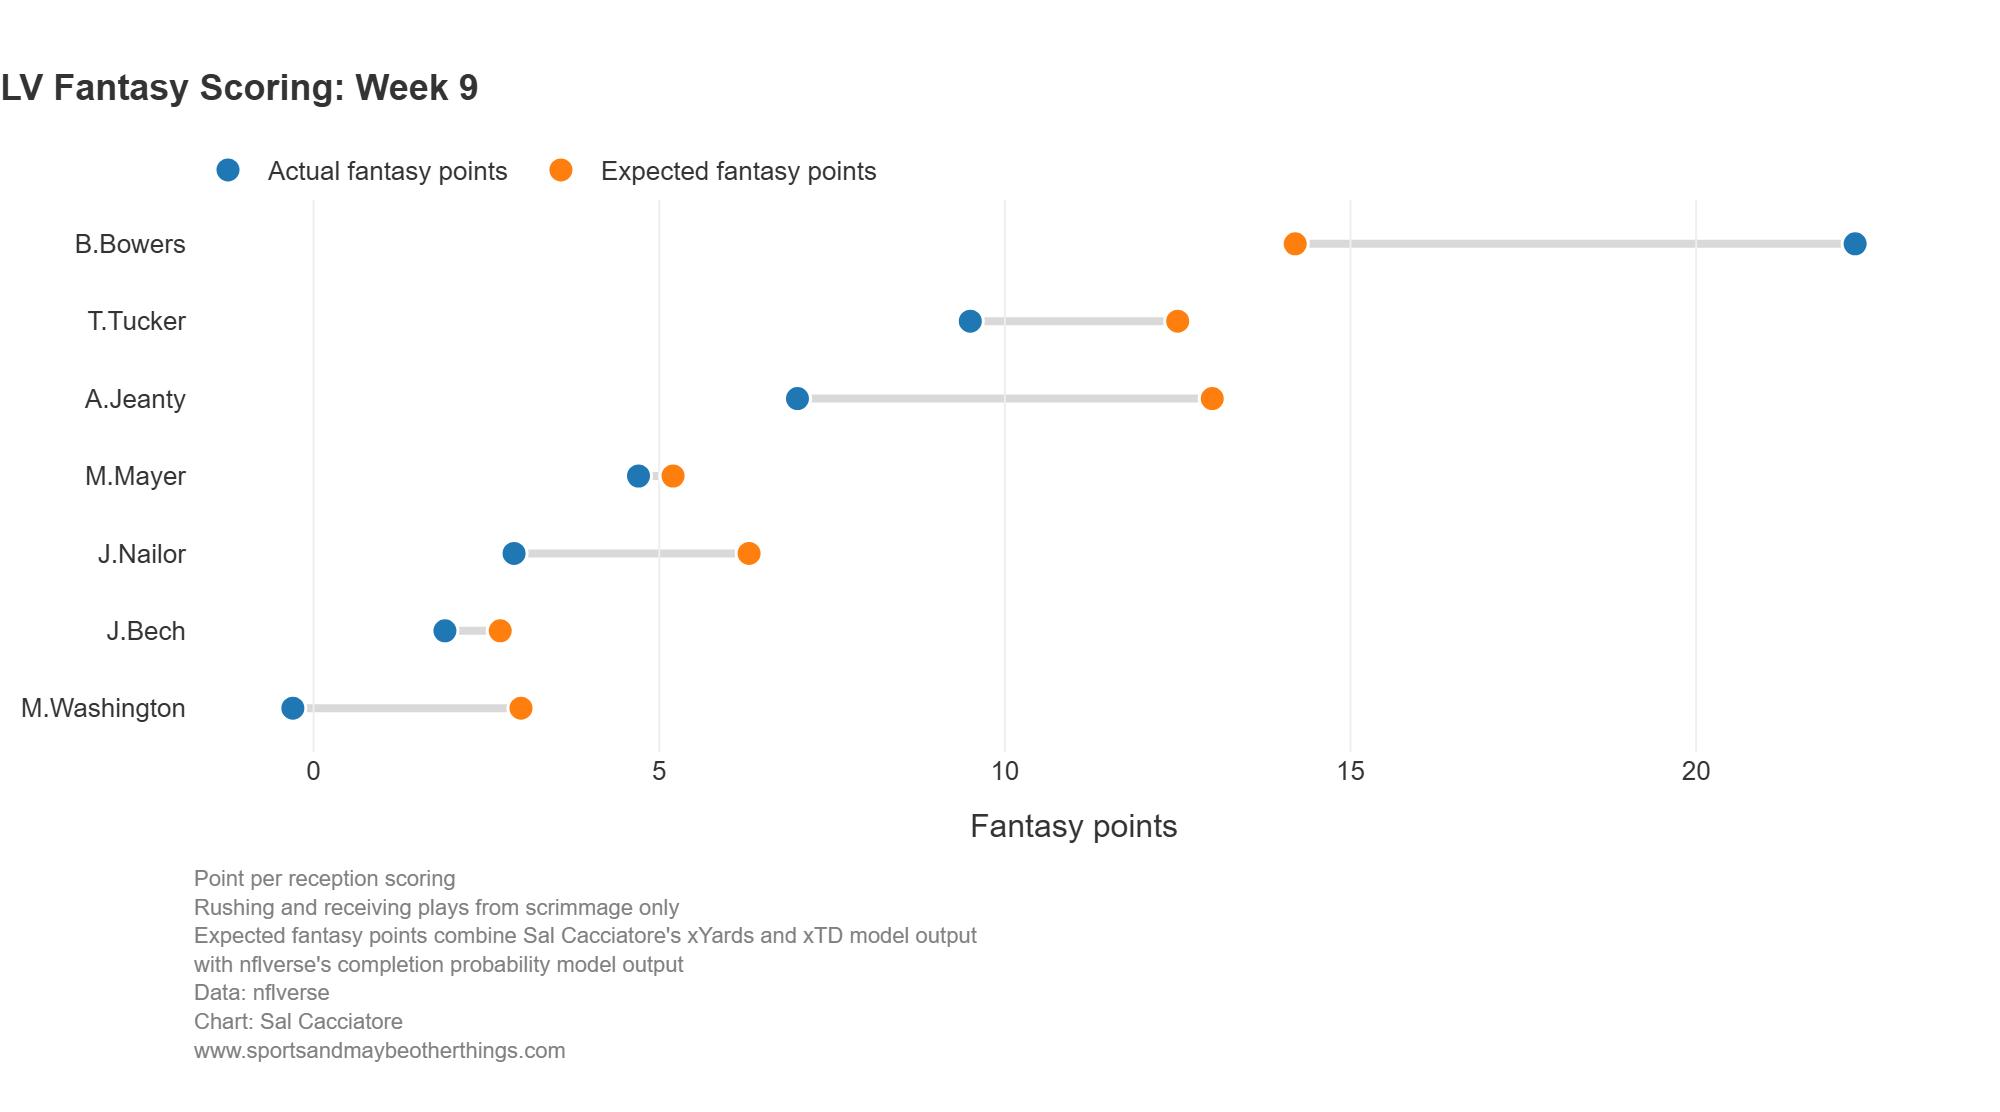 LV Fantasy Scoring: Week 9
Actual fantasy points Expected fantasy points
B.Bowers
T.Tucker
A.Jeanty
M.Mayer
J.Nailor
J.Bech
M.Washington
0 5 10 15 20
Fantasy points
Point per reception scoring
Rushing and receiving plays from scrimmage only
Expected fantasy points combine Sal Cacciatore's xYards and xTD model output
with nflverse's completion probability model output
Data: nflverse
Chart: Sal Cacciatore
www.sportsandmaybeotherthings.com